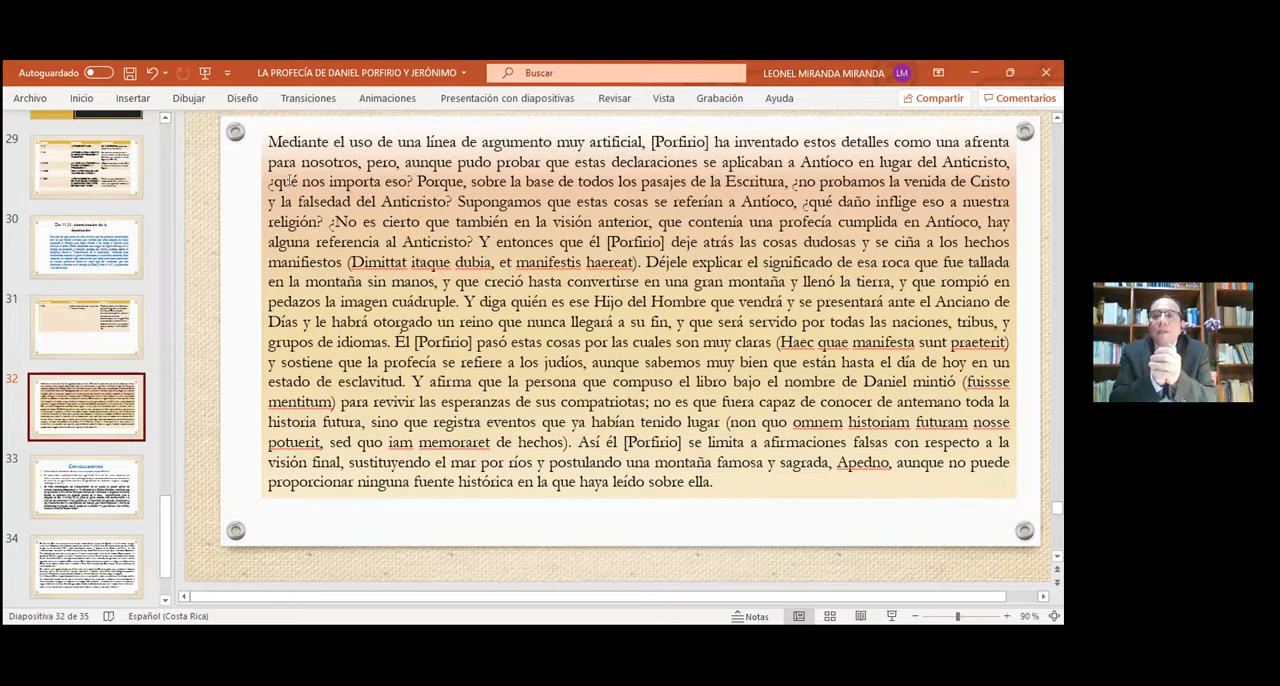 Autoguardado
LA PROFECÍA DE DANIEL PORFIRIO Y JERÓNIMO
Buscar
LEONEL MIRANDA MIRANDA
LM
Archivo Inicio Insertar Dibujar Diseño Transiciones Animaciones Presentación con diapositivas Revisar Vista Grabación Ayuda
Compartir
Comentarios
29
30
31
32
33
34
Mediante el uso de una línea de argumento muy artificial, [Porfirio] ha inventado estos detalles como una afrenta
para nosotros, pero, aunque pudo probar que estas declaraciones se aplicaban a Antíoco en lugar del Anticristo,
¿qué nos importa eso? Porque, sobre la base de todos los pasajes de la Escritura, ¿no probamos la venida de Cristo
y la falsedad del Anticristo? Supongamos que estas cosas se referían a Antíoco, ¿qué daño inflige eso a nuestra
religión? ¿No es cierto que también en la visión anterior, que contenía una profecía cumplida en Antíoco, hay
alguna referencia al Anticristo? Y entonces que él [Porfirio] deje atrás las cosas dudosas y se ciña a los hechos
manifiestos (Dimittat itaque dubia, et manifestis haereat). Déjele explicar el significado de esa roca que fue tallada
en la montaña sin manos, y que creció hasta convertirse en una gran montaña y llenó la tierra, y que rompió en
pedazos la imagen cuádruple. Y diga quién es ese Hijo del Hombre que vendrá y se presentará ante el Anciano de
Días y le habrá otorgado un reino que nunca llegará a su fin, y que será servido por todas las naciones, tribus, y
grupos de idiomas. Él [Porfirio] pasó estas cosas por las cuales son muy claras (Haec quae manifesta sunt praeterit)
y sostiene que la profecía se refiere a los judíos, aunque sabemos muy bien que están hasta el día de hoy en un
estado de esclavitud. Y afirma que la persona que compuso el libro bajo el nombre de Daniel mintió (fuissse
mentitum) para revivir las esperanzas de sus compatriotas; no es que fuera capaz de conocer de antemano toda la
historia futura, sino que registra eventos que ya habían tenido lugar (non quo omnem historiam futuram nosse
potuerit, sed quo iam memoraret de hechos). Así él [Porfirio] se limita a afirmaciones falsas con respecto a la
visión final, sustituyendo el mar por ríos y postulando una montaña famosa y sagrada, Apedno, aunque no puede
proporcionar ninguna fuente histórica en la que haya leído sobre ella.
Diapositiva 32 de 35
Español (Costa Rica)
Notas
90 %